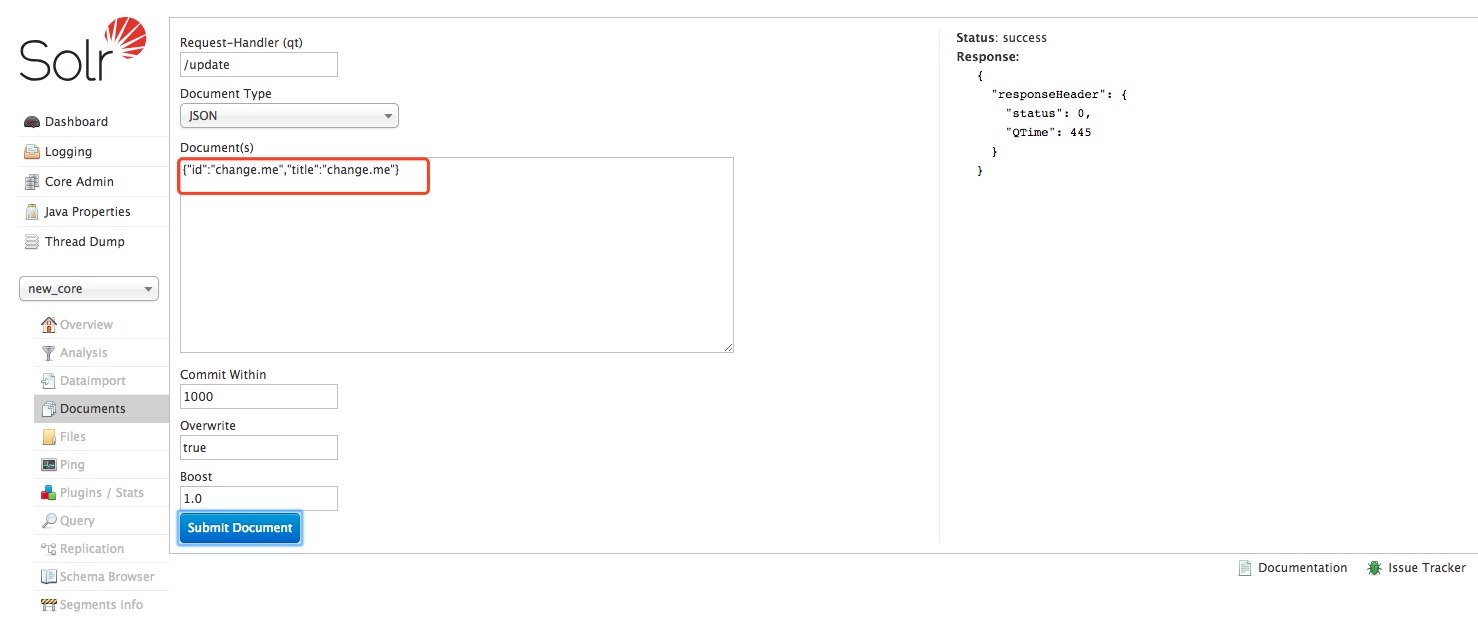 Solr
Dashboard
Logging
Core Admin
Java Properties
Thread Dump
new_core
Overview
Analysis
Dataimport
Documents
Files
Ping
Plugins / Stats
Query
Replication
Schema Browser
Segments info
Request-Handler (qt)
/update
Document Type
JSON
Document(s)
{"id":"change.me","title":"change.me"}
Commit Within
1000
Overwrite
true
Boost
1.0
Submit Document
Status: success
Response:
{
"responseHeader": {
"status": 0,
"QTime": 445
}
}
Documentation
Issue Tracker